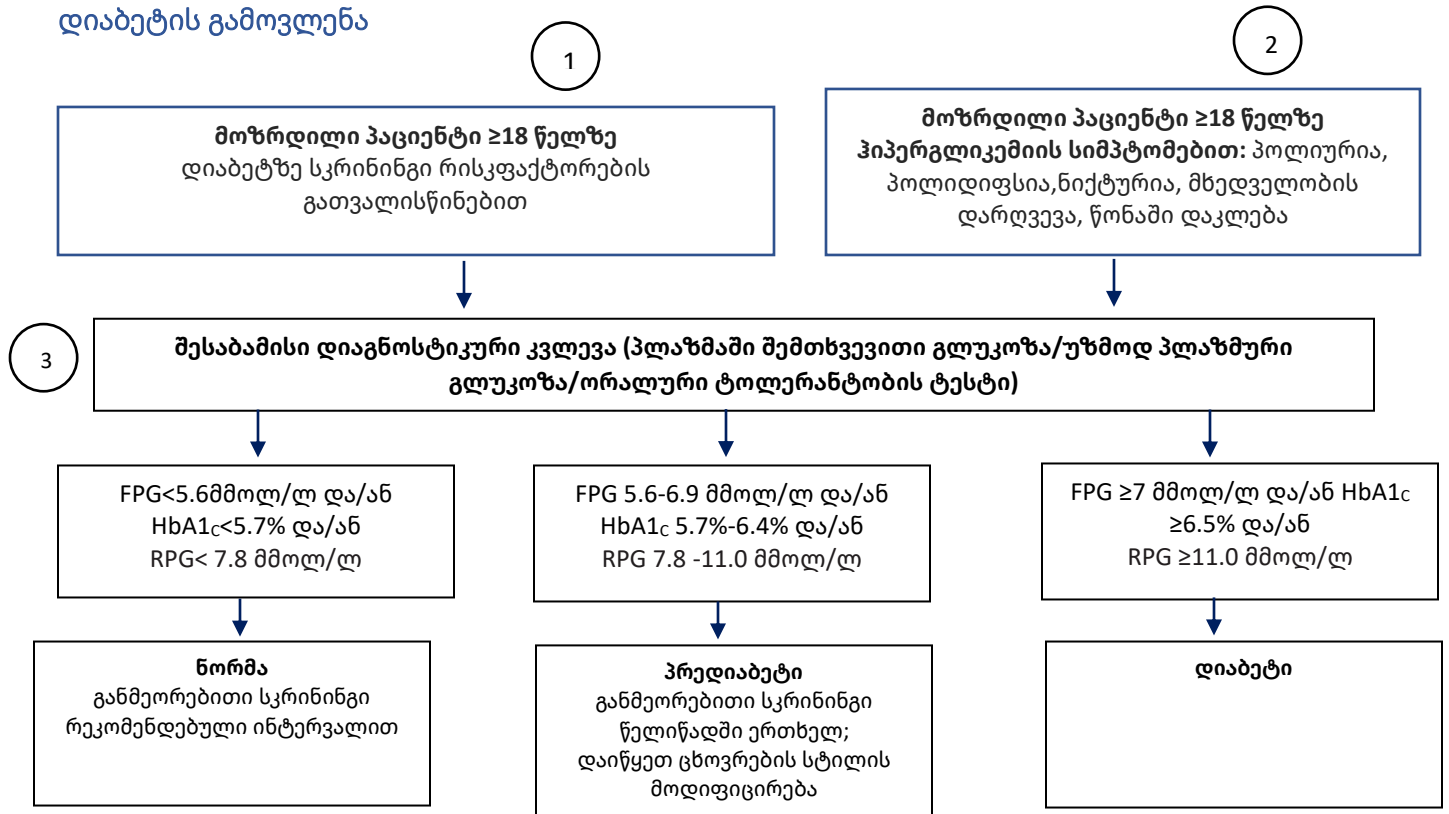 დიაბეტის გამოვლენა
1
2
მოზრდილი პაციენტი ≥18 წელზე
დიაბეტზე სკრინინგი რისკფაქტორების
გათვალისწინებით
მოზრდილი პაციენტი ≥18 წელზე
ჰიპერგლიკემიის სიმპტომებით: პოლიურია,
პოლიდიფსია,ნიქტურია, მხედველობის
დარღვევა, წონაში დაკლება
3
შესაბამისი დიაგნოსტიკური კვლევა (პლაზმაში შემთხვევითი გლუკოზა/უზმოდ პლაზმური
გლუკოზა/ორალური ტოლერანტობის ტესტი)
FPG<5.6მმოლ/ლ და/ან
HbA1c<5.7% და/ან
RPG< 7.8 მმოლ/ლ
FPG 5.6-6.9 მმოლ/ლ და/ან
HbA1c 5.7%-6.4% და/ან
RPG 7.8 -11.0 მმოლ/ლ
FPG ≥7 მმოლ/ლ და/ან HbA1c
≥6.5% და/ან
RPG ≥11.0 მმოლ/ლ
ნორმა
განმეორებითი სკრინინგი
რეკომენდებული ინტერვალით
პრედიაბეტი
განმეორებითი სკრინინგი
წელიწადში ერთხელ;
დაიწყეთ ცხოვრების სტილის
მოდიფიცირება
დიაბეტი